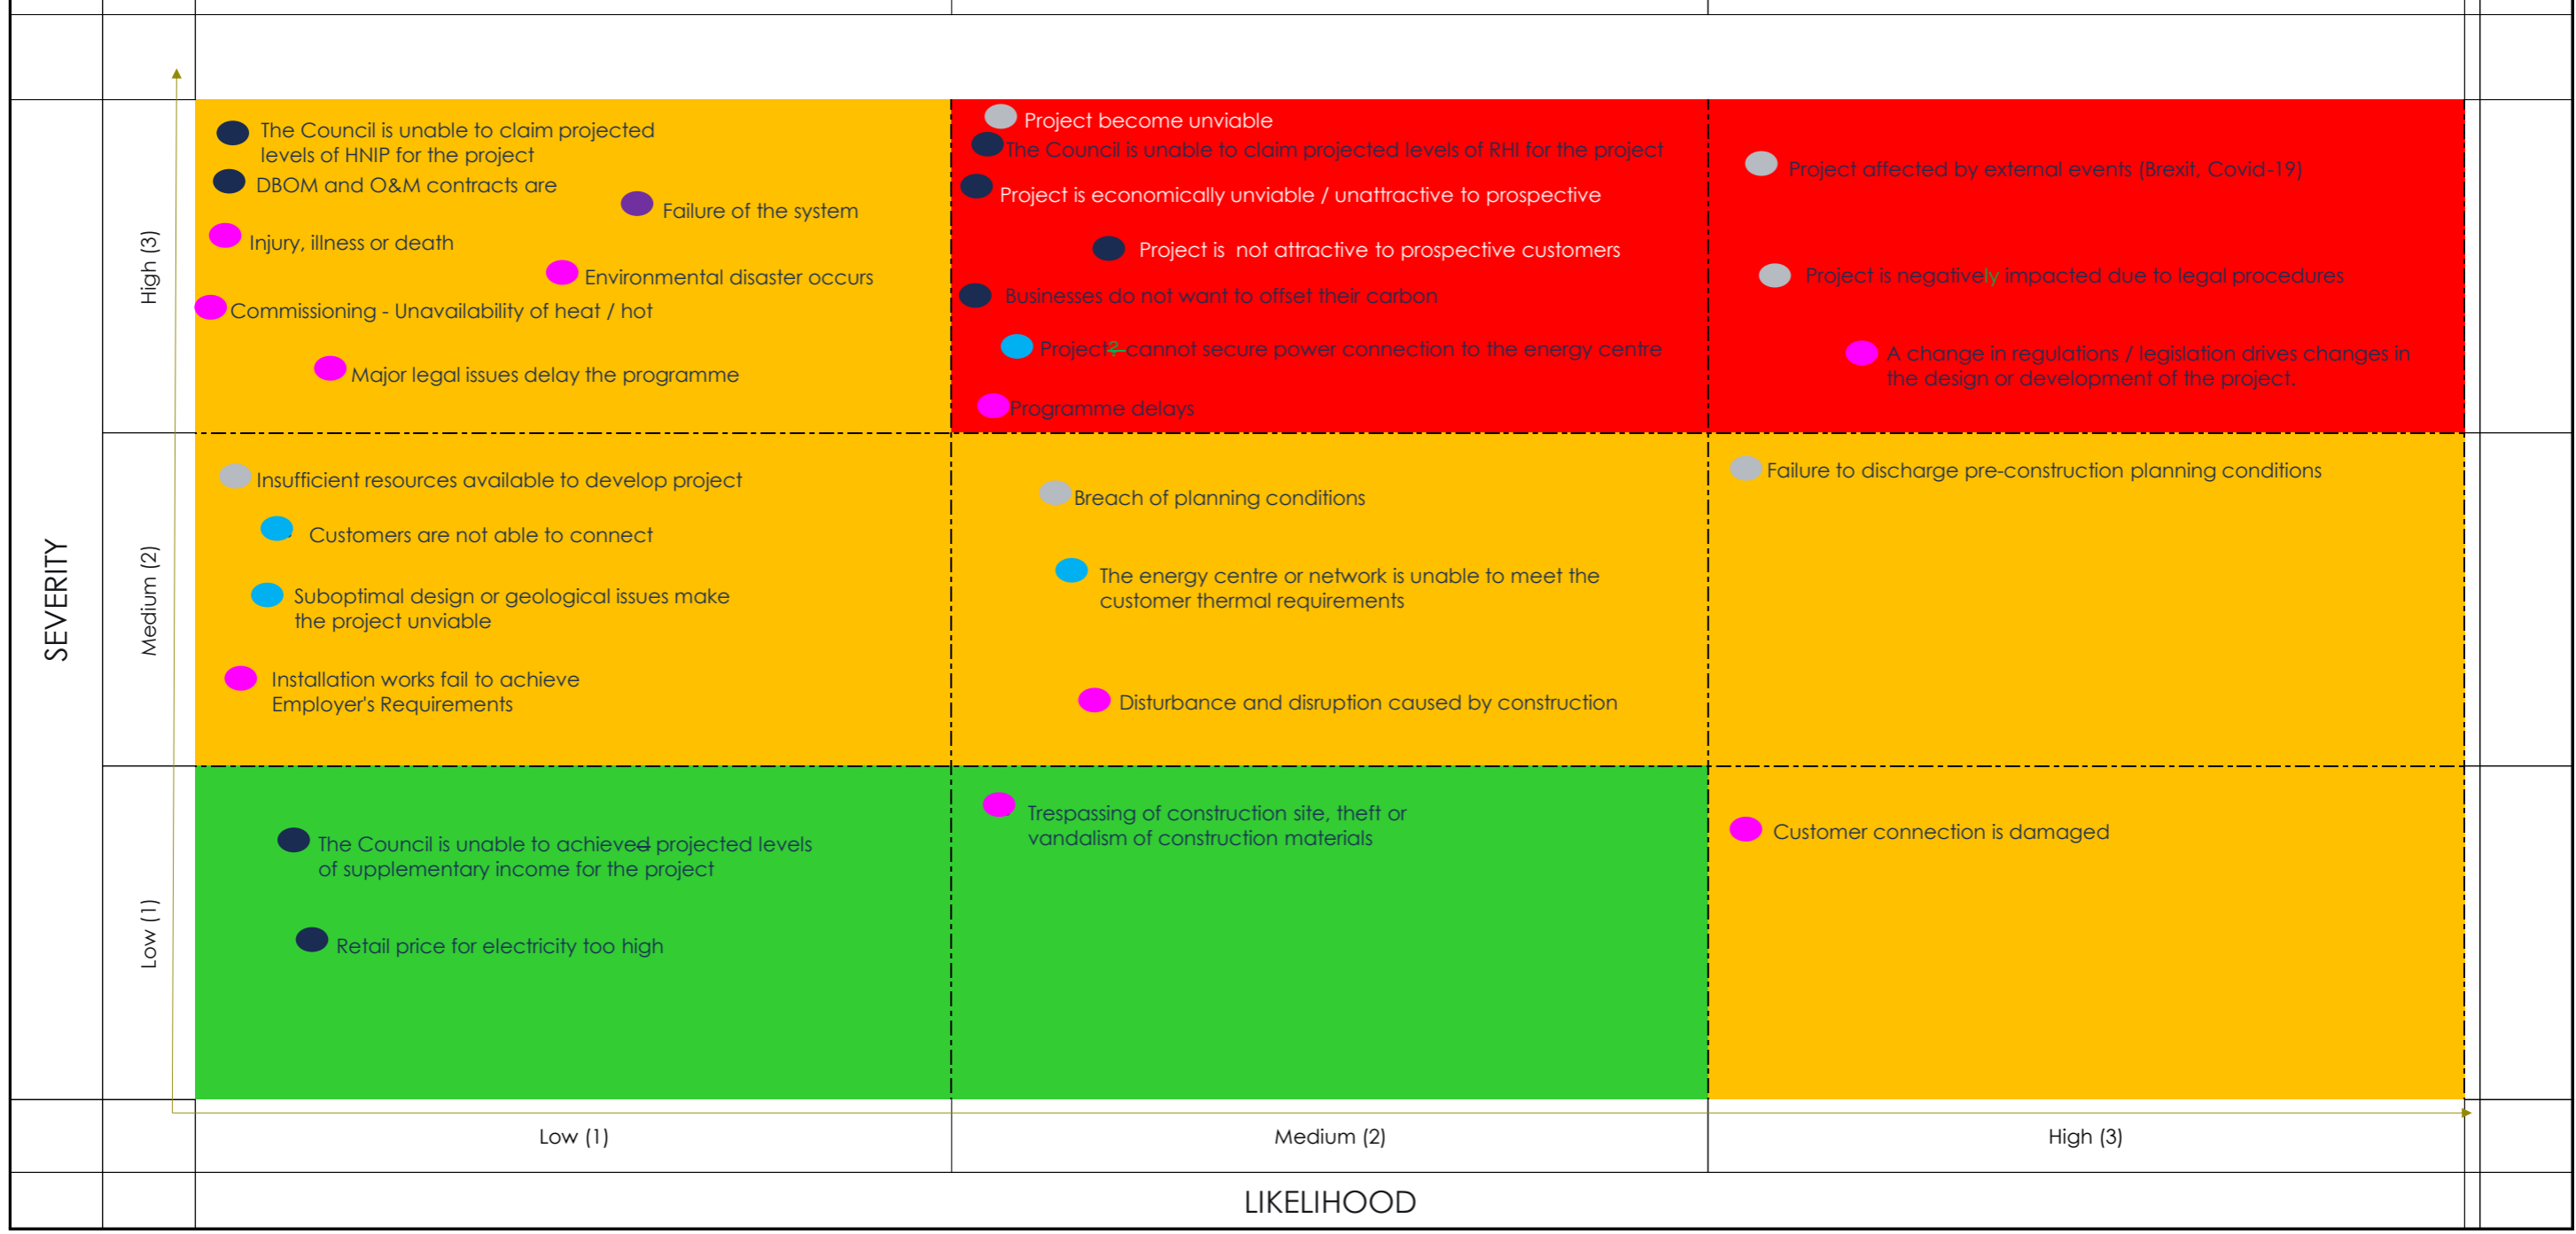 The Council is unable to claim projected
levels of HNIP for the project
DBOM and O&M contracts are
Failure of the system
Injury, illness or death
Environmental disaster occurs
Commissioning - Unavailability of heat / hot
Major legal issues delay the programme
Project become unviable
The Council is unable to claim projected levels of RHI for the project
Project is economically unviable / unattractive to prospective
Project is not attractive to prospective customers
Businesses do not want to offset their carbon
Project? cannot secure power connection to the energy centre
Programme delays
Project affected by external events (Brexit, Covid-19)
Project is negatively impacted due to legal procedures
A change in regulations / legislation drives changes in
the design or development of the project.
High (3)
Insufficient resources available to develop project
Customers are not able to connect
Suboptimal design or geological issues make
the project unviable
Installation works fail to achieve
Employer's Requirements
Breach of planning conditions
The energy centre or network is unable to meet the
customer thermal requirements
Disturbance and disruption caused by construction
Failure to discharge pre-construction planning conditions
SEVERITY
Medium (2)
The Council is unable to achieved projected levels
of supplementary income for the project
Retail price for electricity too high
Trespassing of construction site, theft or
vandalism of construction materials
Customer connection is damaged
Low (1)
Low (1)
Medium (2)
High (3)
LIKELIHOOD